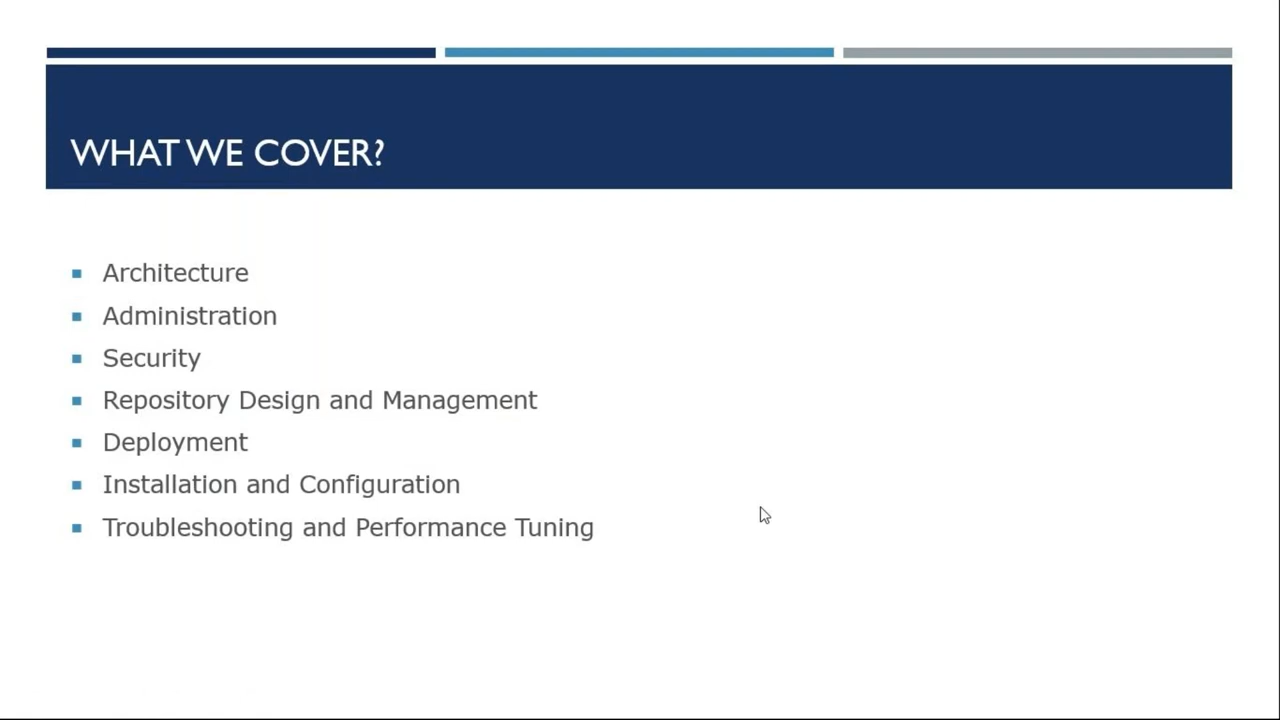 WHAT WE COVER?
Architecture
Administration
Security
Repository Design and Management
Deployment
Installation and Configuration
Troubleshooting and Performance Tuning